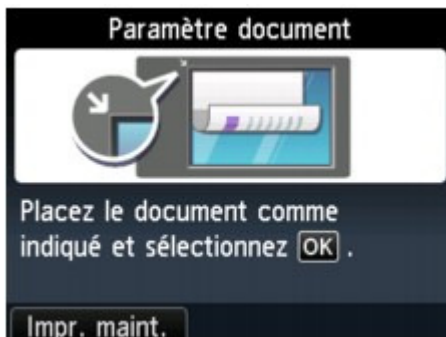 Paramètre document
Placez le document comme
indiqué et sélectionnez OK .
Impr. maint.